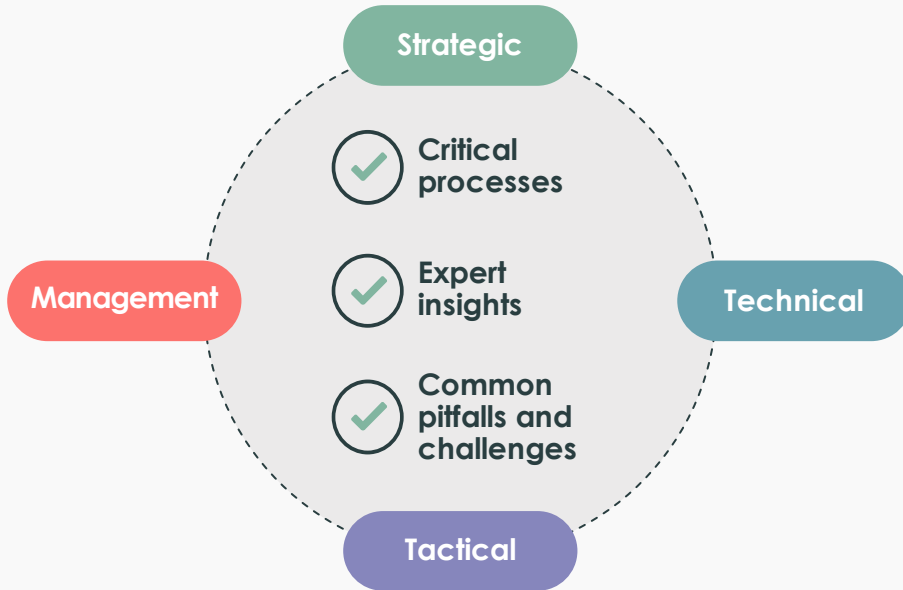 Strategic
Critical
processes
Management
Expert
insights
Technical
Common
pitfalls and
challenges
Tactical